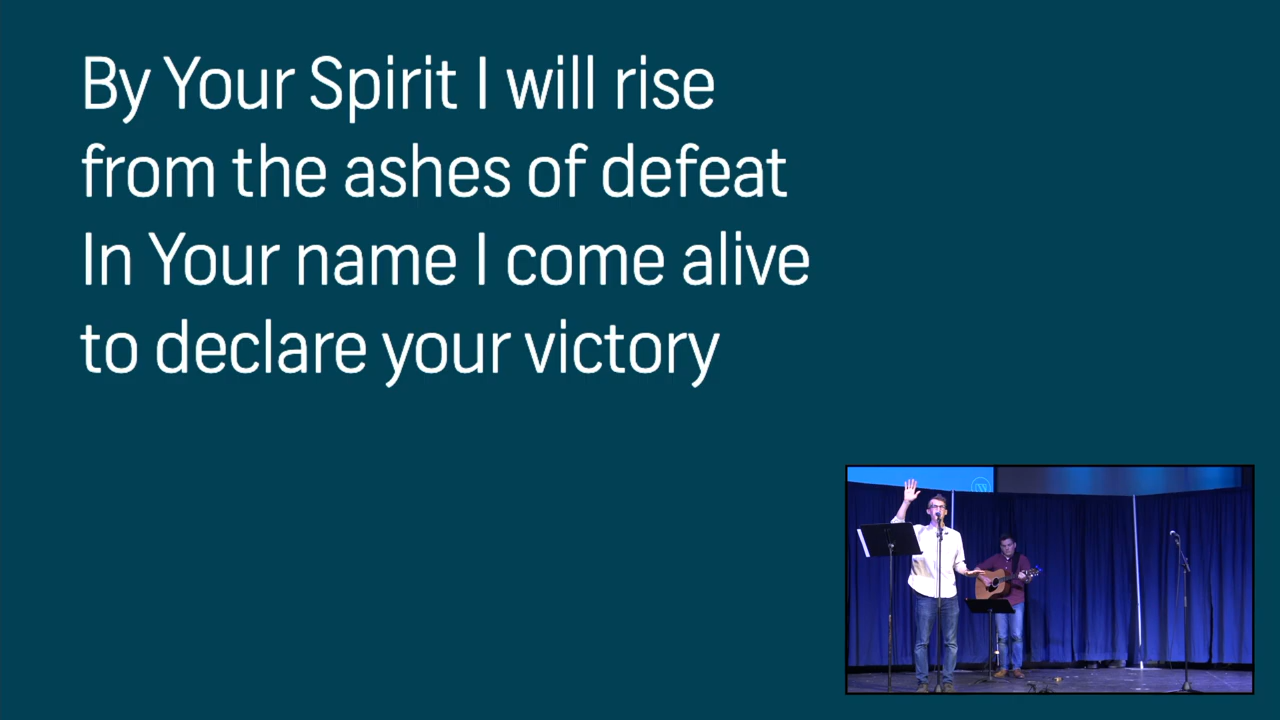 By Your Spirit I will rise
from the ashes of defeat
In Your name I come alive
to declare your victory